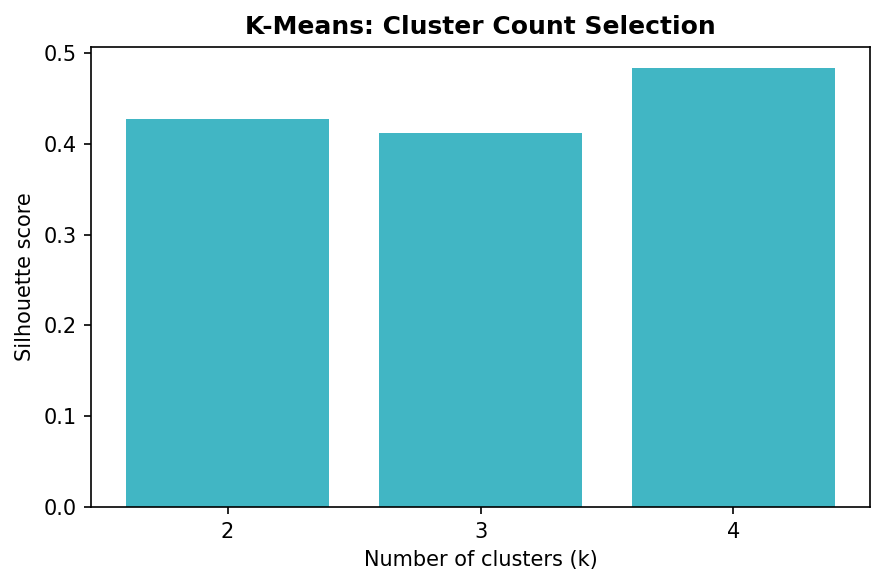 K-Means: Cluster Count Selection
0.5
0.4
0.3
0.2
0.1
0.0
Silhouette score
2 3 4
Number of clusters (k)